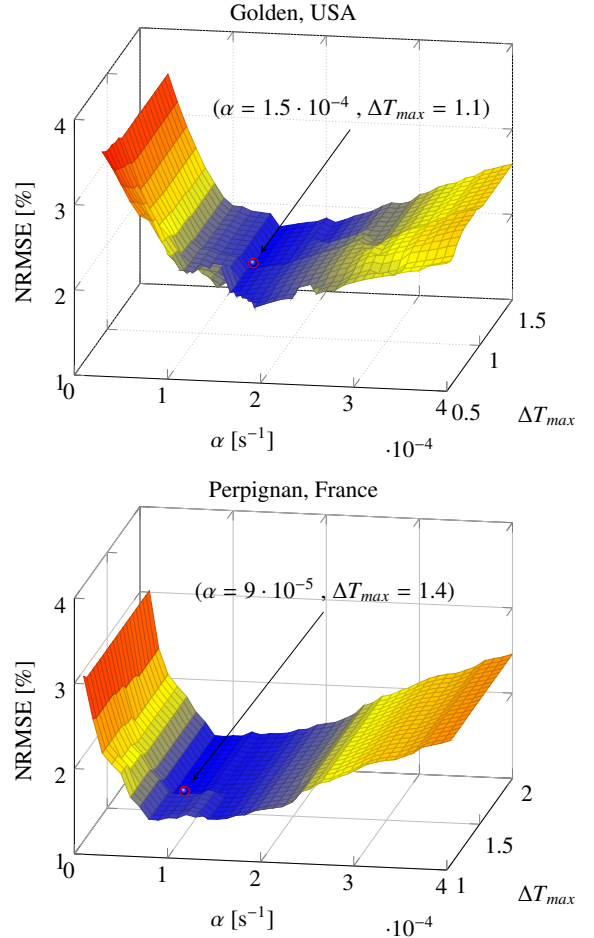 Golden, USA
(α = 1.5 · 10⁻⁴ , ΔT_max = 1.1)
4
3
2
1
NRMSE [%]
0
1
2
3
4
α [s⁻¹]
·10⁻⁴
0.5
1
1.5
ΔT_max
Perpignan, France
(α = 9 · 10⁻⁵ , ΔT_max = 1.4)
4
3
2
1
NRMSE [%]
0
1
2
3
4
α [s⁻¹]
·10⁻⁴
1
1.5
2
ΔT_max